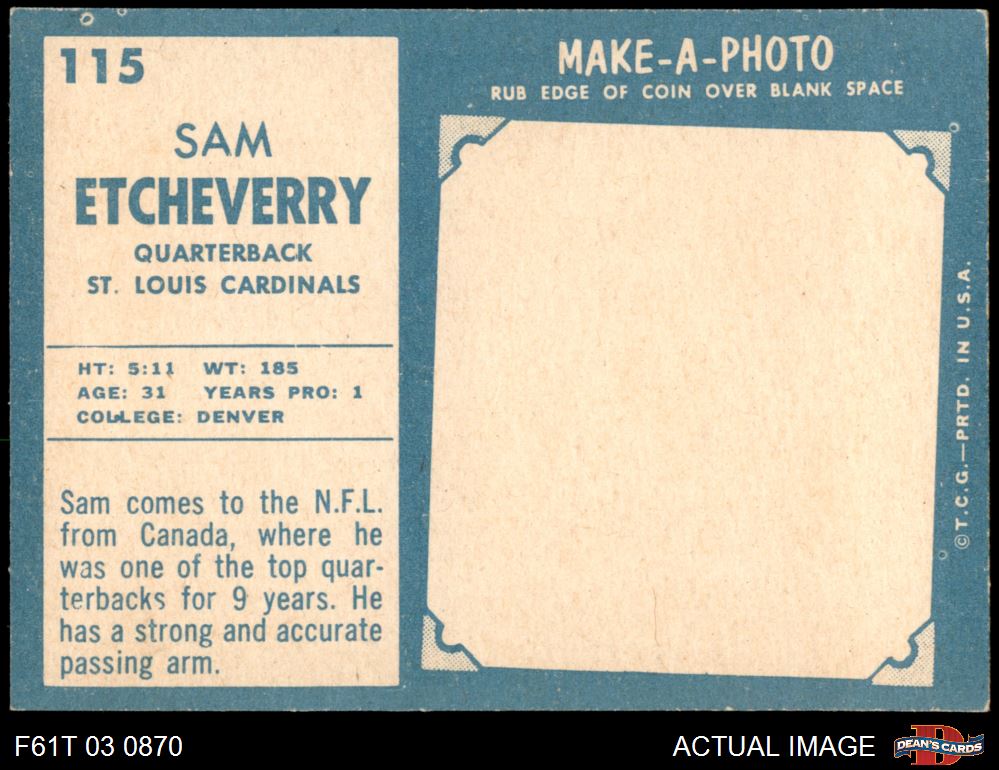 115
SAM
ETCHEVERRY
QUARTERBACK
ST. LOUIS CARDINALS
HT: 5:11 WT: 185
AGE: 31 YEARS PRO: 1
COLLEGE: DENVER
Sam comes to the N.F.L.
from Canada, where he
was one of the top quar-
terbacks for 9 years. He
has a strong and accurate
passing arm.
MAKE-A-PHOTO
RUB EDGE OF COIN OVER BLANK SPACE
©T.C.G.—PRTD. IN U.S.A.
F61T 03 0870
ACTUAL IMAGE
D
DEAN'S CARDS